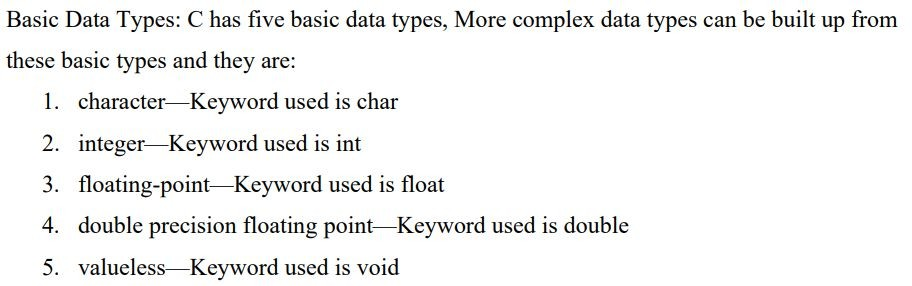 Basic Data Types: C has five basic data types, More complex data types can be built up from
these basic types and they are:
1. character—Keyword used is char
2. integer—Keyword used is int
3. floating-point—Keyword used is float
4. double precision floating point—Keyword used is double
5. valueless—Keyword used is void